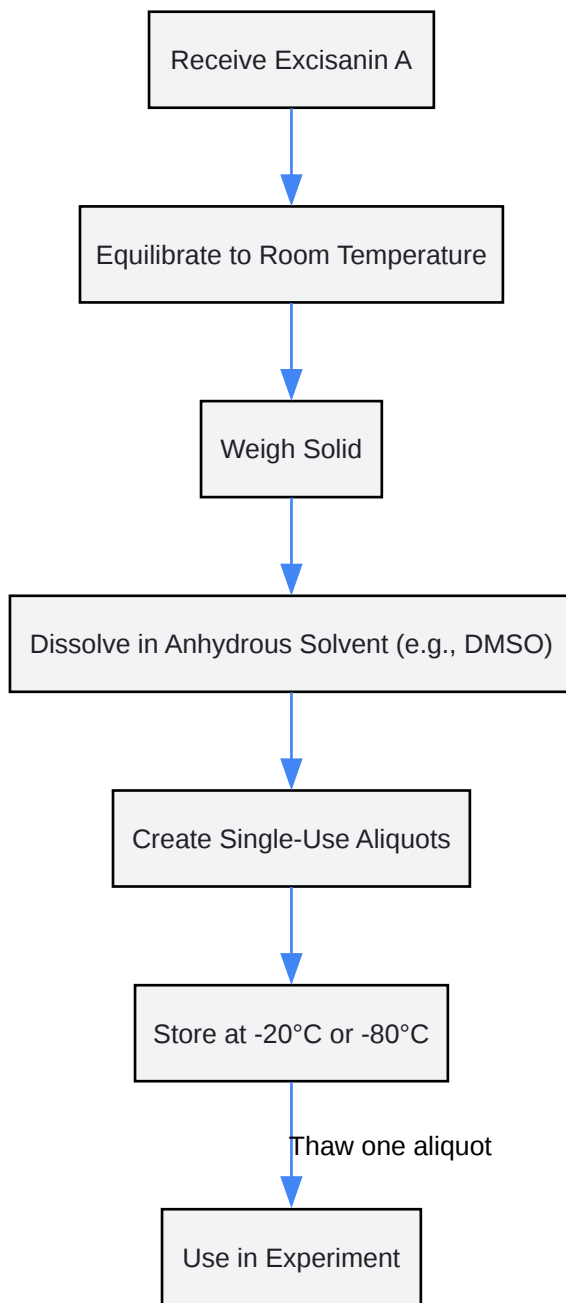 Receive Excisanin A
Equilibrate to Room Temperature
Weigh Solid
Dissolve in Anhydrous Solvent (e.g., DMSO)
Create Single-Use Aliquots
Store at -20°C or -80°C
Thaw one aliquot
Use in Experiment